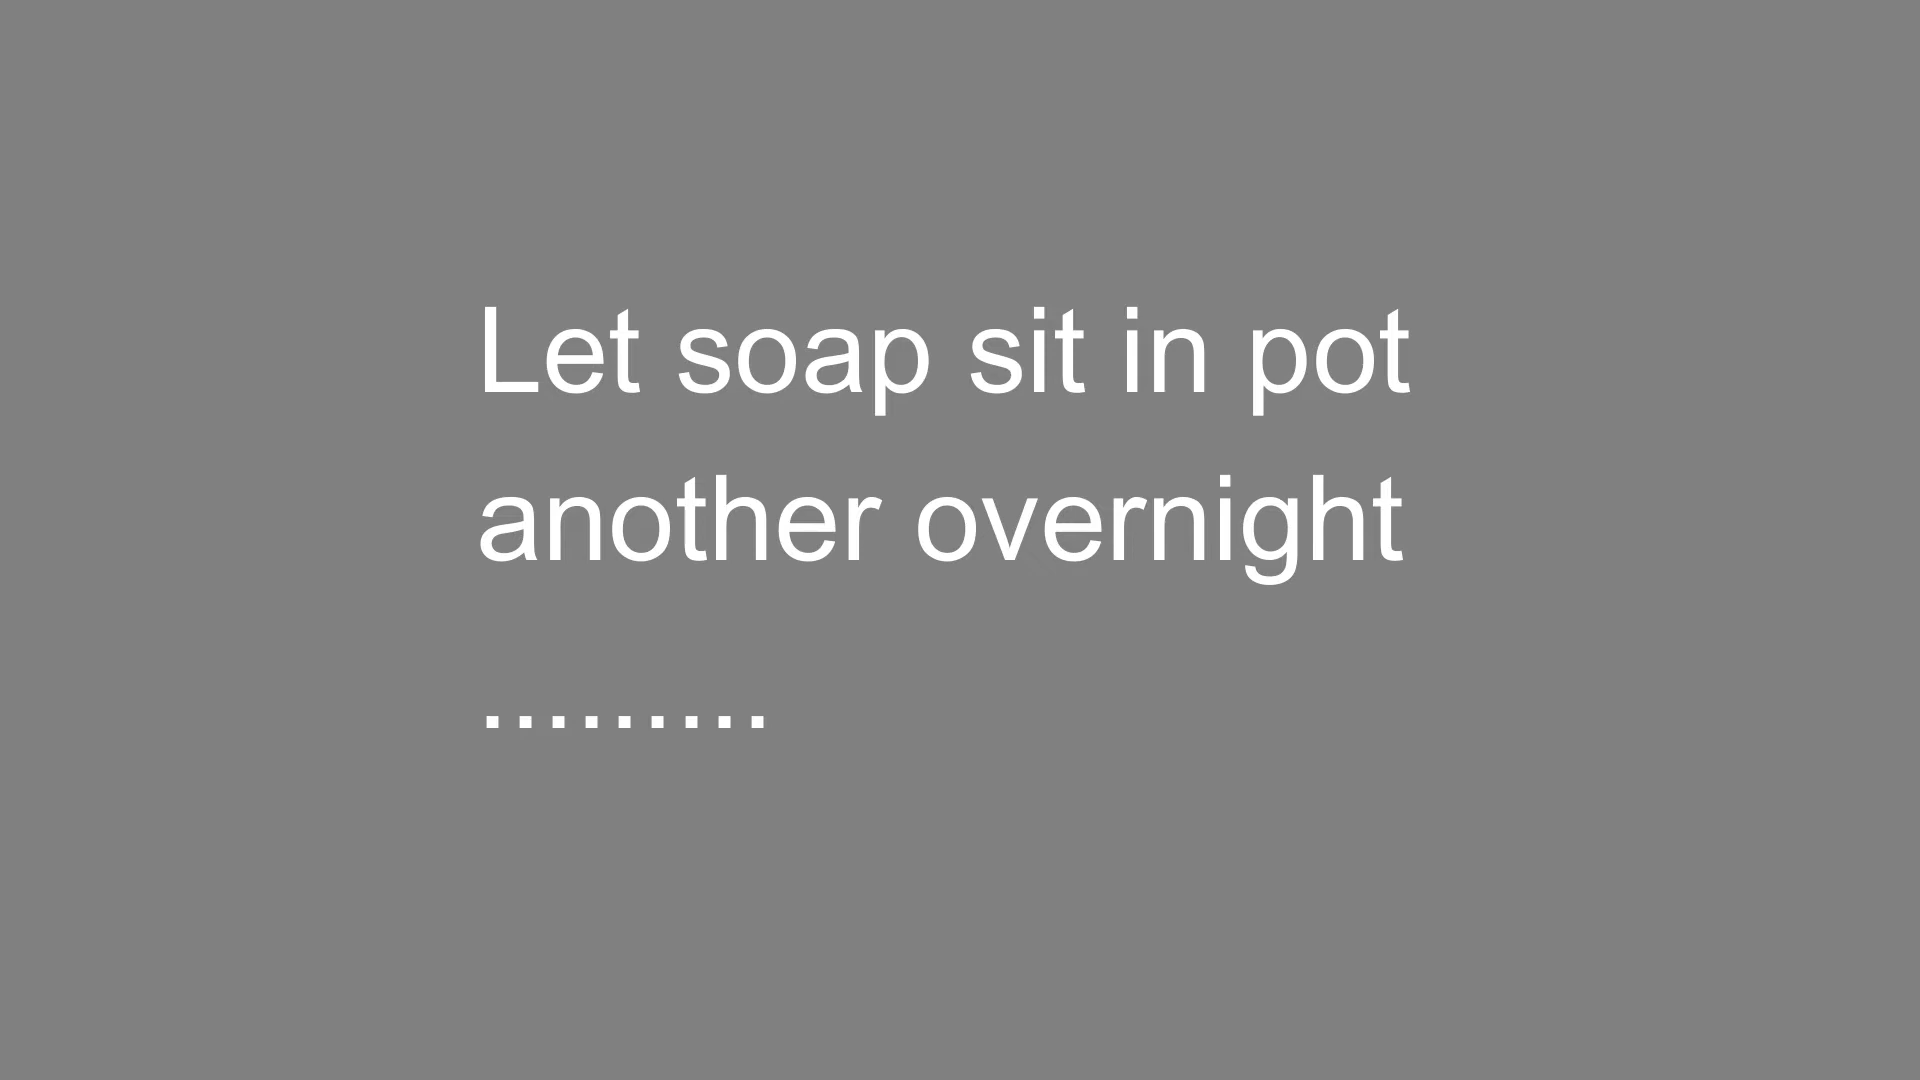 Let soap sit in pot
another overnight
.........